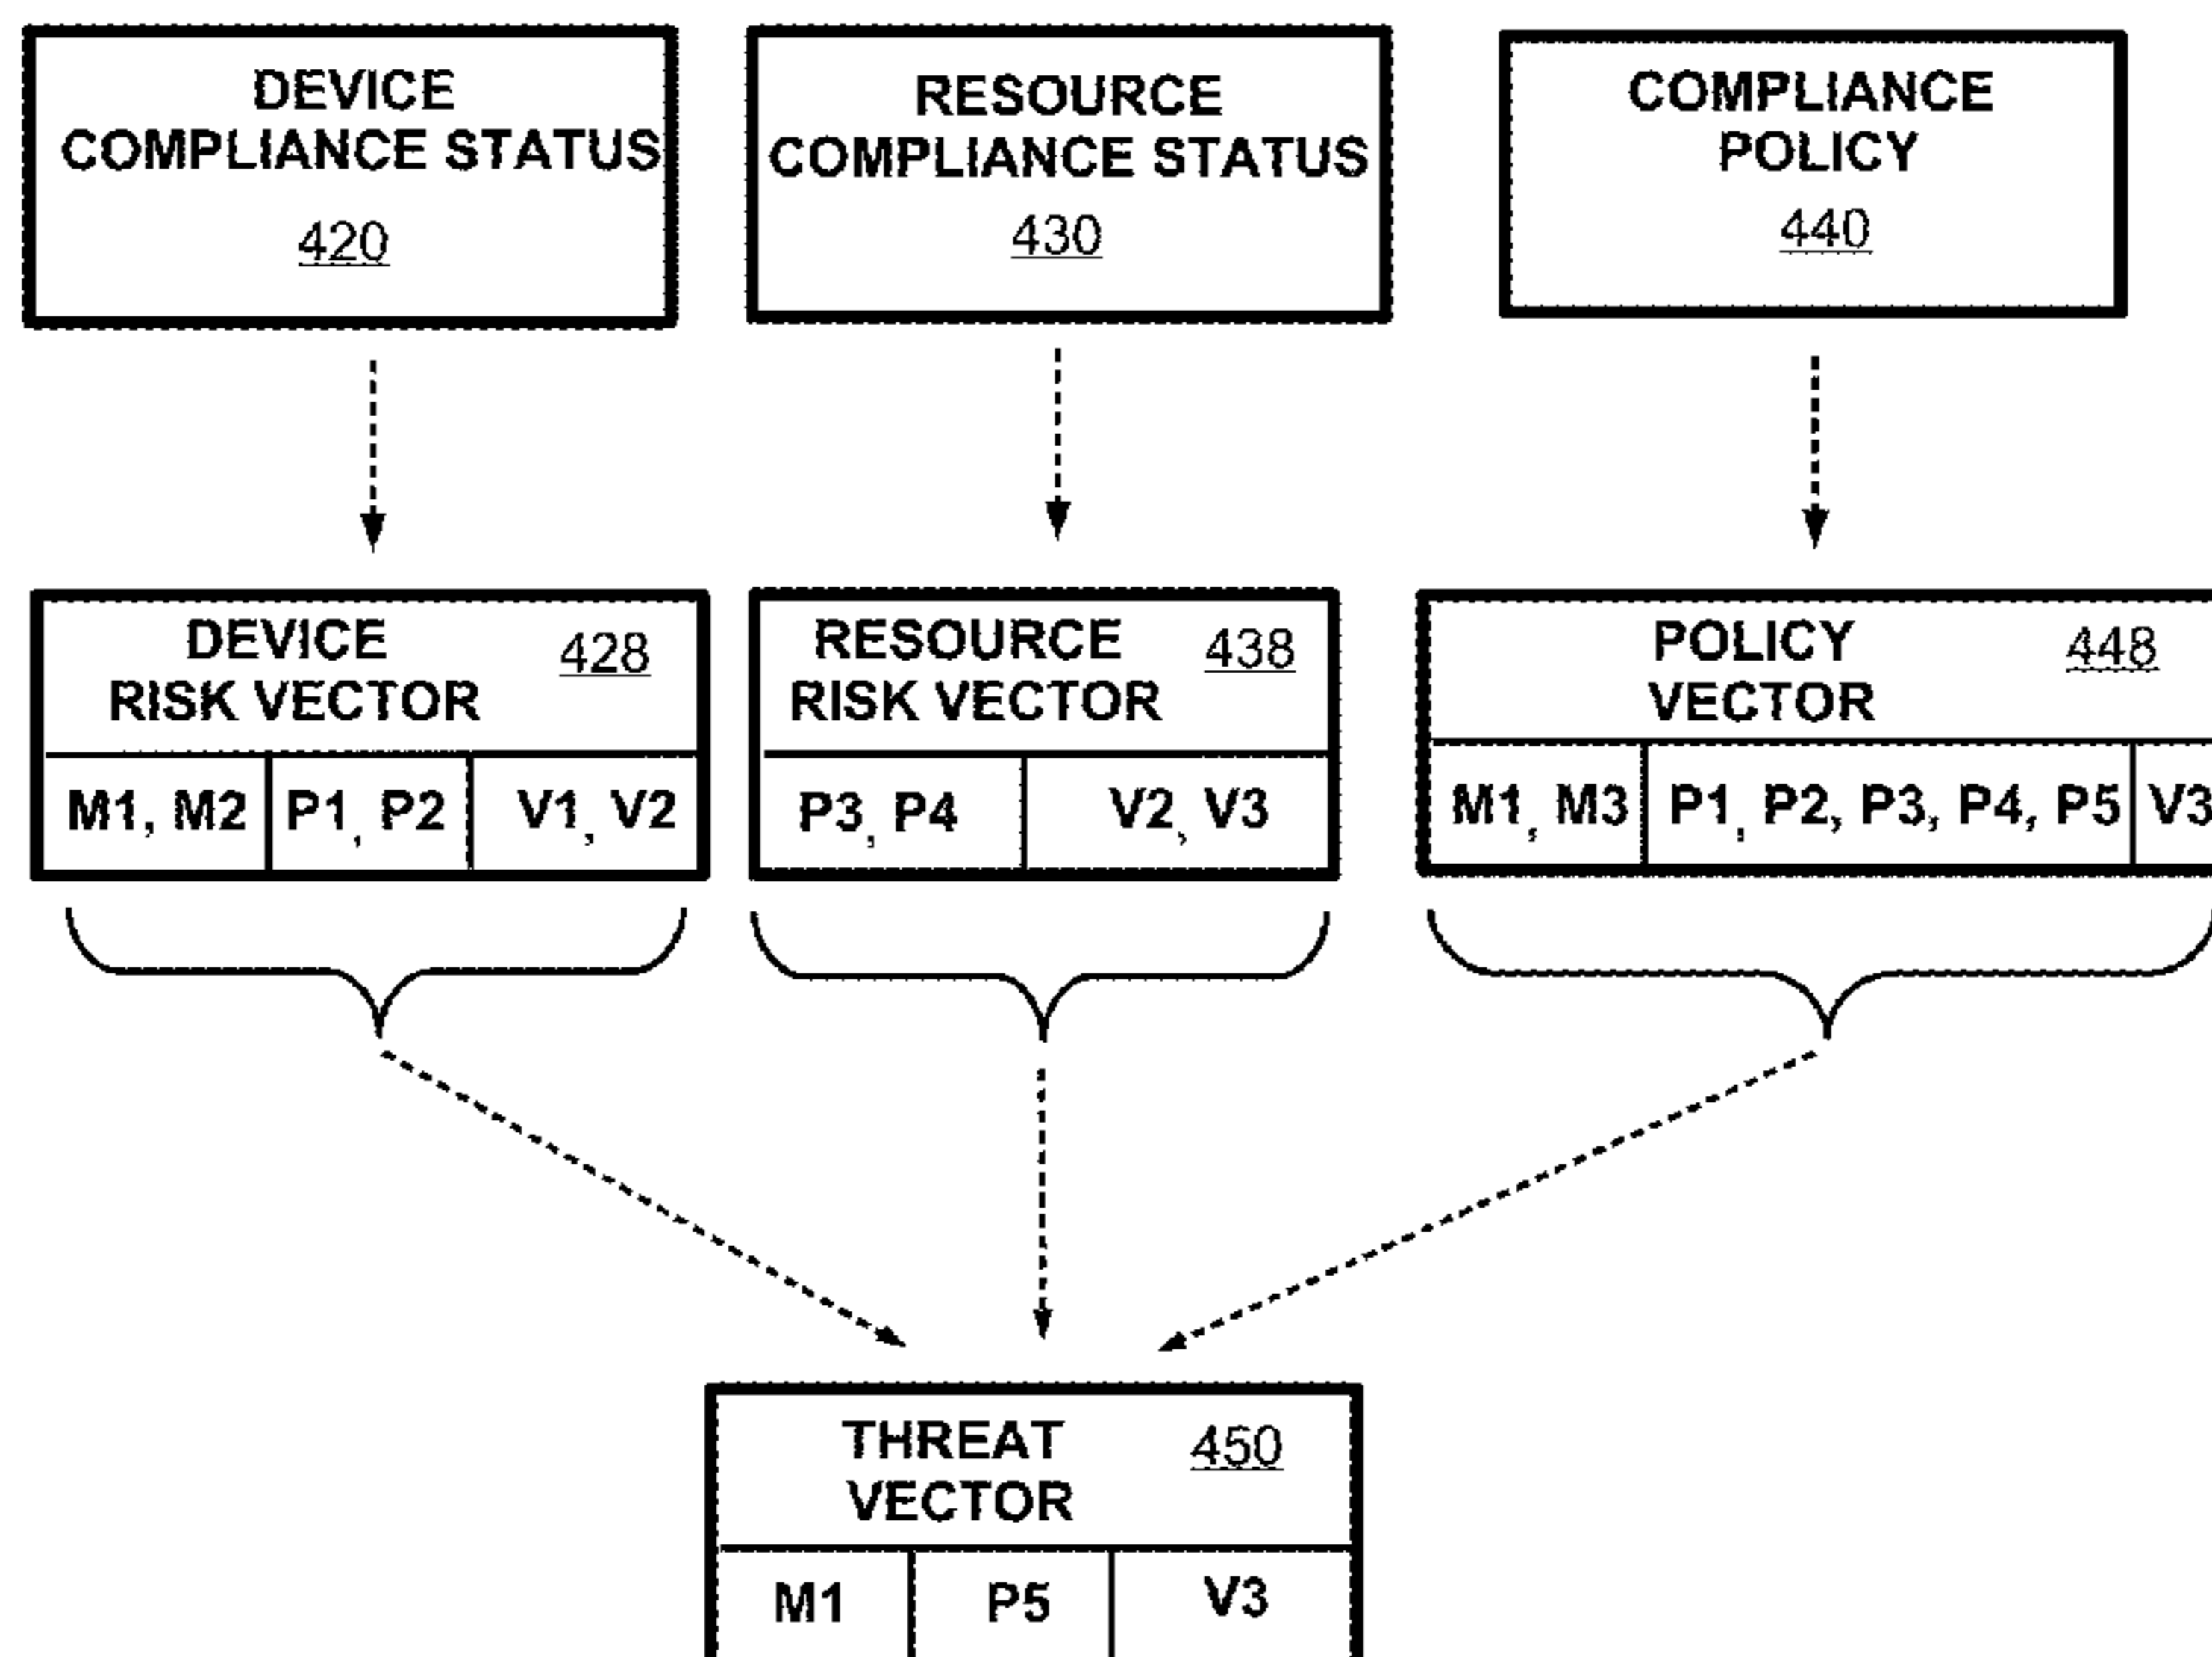 DEVICE
COMPLIANCE STATUS
420
RESOURCE
COMPLIANCE STATUS
430
COMPLIANCE
POLICY
440
DEVICE
RISK VECTOR
428
M1, M2
P1, P2
V1, V2
RESOURCE
RISK VECTOR
438
P3, P4
V2, V3
POLICY
VECTOR
448
M1, M3
P1, P2, P3, P4, P5
V3
THREAT
VECTOR
450
M1
P5
V3